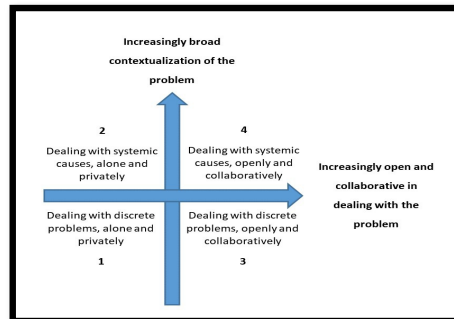 Increasingly broad
contextualization of the
problem
2
Dealing with systemic
causes, alone and
privately
4
Dealing with systemic
causes, openly and
collaboratively
Increasingly open and
collaborative in
dealing with the
problem
Dealing with discrete
problems, alone and
privately
1
Dealing with discrete
problems, openly and
collaboratively
3